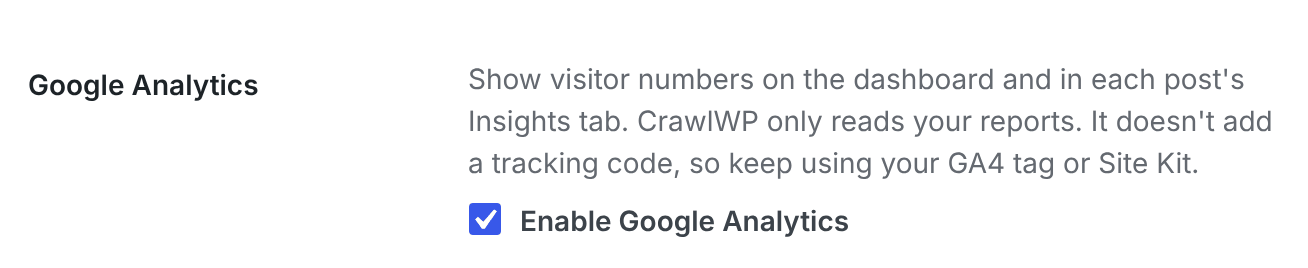 Google Analytics
Show visitor numbers on the dashboard and in each post's
Insights tab. CrawlWP only reads your reports. It doesn't add
a tracking code, so keep using your GA4 tag or Site Kit.
Enable Google Analytics